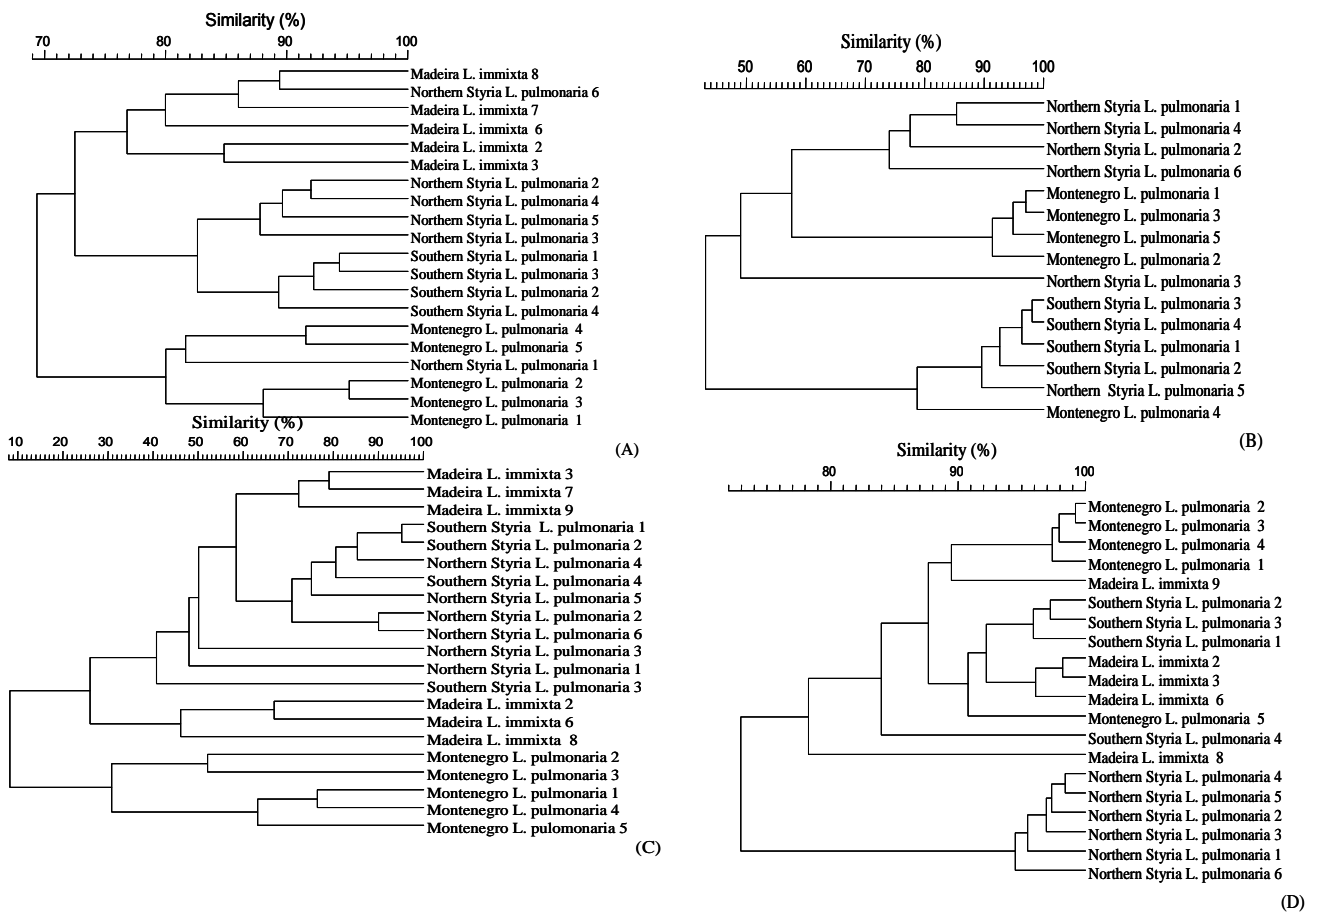 Similarity (%)
70 80 90 100
Madeira L. immixta 8
Northern Styria L. pulmonaria 6
Madeira L. immixta 7
Madeira L. immixta 6
Madeira L. immixta 2
Madeira L. immixta 3
Northern Styria L. pulmonaria 2
Northern Styria L. pulmonaria 4
Northern Styria L. pulmonaria 5
Northern Styria L. pulmonaria 3
Southern Styria L. pulmonaria 1
Southern Styria L. pulmonaria 3
Southern Styria L. pulmonaria 2
Southern Styria L. pulmonaria 4
Montenegro L. pulmonaria 4
Montenegro L. pulmonaria 5
Northern Styria L. pulmonaria 1
Montenegro L. pulmonaria 2
Montenegro L. pulmonaria 3
Montenegro L. pulmonaria 1
(A)
Similarity (%)
50 60 70 80 90 100
Northern Styria L. pulmonaria 1
Northern Styria L. pulmonaria 4
Northern Styria L. pulmonaria 2
Northern Styria L. pulmonaria 6
Montenegro L. pulmonaria 1
Montenegro L. pulmonaria 3
Montenegro L. pulmonaria 5
Montenegro L. pulmonaria 2
Northern Styria L. pulmonaria 3
Southern Styria L. pulmonaria 3
Southern Styria L. pulmonaria 4
Southern Styria L. pulmonaria 1
Southern Styria L. pulmonaria 2
Northern Styria L. pulmonaria 5
Montenegro L. pulmonaria 4
(B)
Similarity (%)
10 20 30 40 50 60 70 80 90 100
Madeira L. immixta 3
Madeira L. immixta 7
Madeira L. immixta 9
Southern Styria L. pulmonaria 1
Southern Styria L. pulmonaria 2
Northern Styria L. pulmonaria 4
Southern Styria L. pulmonaria 4
Northern Styria L. pulmonaria 5
Northern Styria L. pulmonaria 2
Northern Styria L. pulmonaria 6
Northern Styria L. pulmonaria 3
Northern Styria L. pulmonaria 1
Southern Styria L. pulmonaria 3
Madeira L. immixta 2
Madeira L. immixta 6
Madeira L. immixta 8
Montenegro L. pulmonaria 2
Montenegro L. pulmonaria 3
Montenegro L. pulmonaria 1
Montenegro L. pulmonaria 4
Montenegro L. pulomonaria 5
(C)
Similarity (%)
80 90 100
Montenegro L. pulmonaria 2
Montenegro L. pulmonaria 3
Montenegro L. pulmonaria 4
Montenegro L. pulmonaria 1
Madeira L. immixta 9
Southern Styria L. pulmonaria 2
Southern Styria L. pulmonaria 3
Southern Styria L. pulmonaria 1
Madeira L. immixta 2
Madeira L. immixta 3
Madeira L. immixta 6
Montenegro L. pulmonaria 5
Southern Styria L. pulmonaria 4
Madeira L. immixta 8
Northern Styria L. pulmonaria 4
Northern Styria L. pulmonaria 5
Northern Styria L. pulmonaria 2
Northern Styria L. pulmonaria 3
Northern Styria L. pulmonaria 1
Northern Styria L. pulmonaria 6
(D)